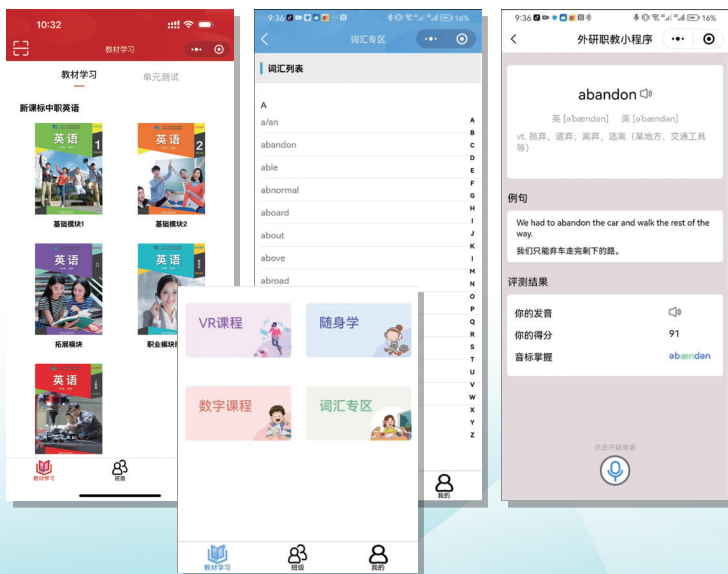 10:32
教材学习
教材学习
单元测试
新课标中职英语
英语
1
基础模块1
英语
2
基础模块2
英语
拓展模块
英语
职业模块
英语
教材学习
班级
9:36
16%
词汇专区
词汇列表
A
a/an
abandon
able
abnormal
aboard
about
above
abroad
A
B
C
D
E
F
G
H
I
J
K
l
M
N
O
P
Q
R
S
T
U
V
W
X
Y
Z
我的
VR课程
随身学
数字课程
词汇专区
教材学习
班级
我的
9:36
16%
外研职教小程序
abandon
英 [əˈbændən] 美 [əˈbændən]
vt. 抛弃，遗弃；离弃，逃离（某地方、交通工具
等）
例句
We had to abandon the car and walk the rest of the
way.
我们只能弃车走完剩下的路。
评测结果
你的发音
你的得分
91
音标掌握
əbændən
点击开始录音